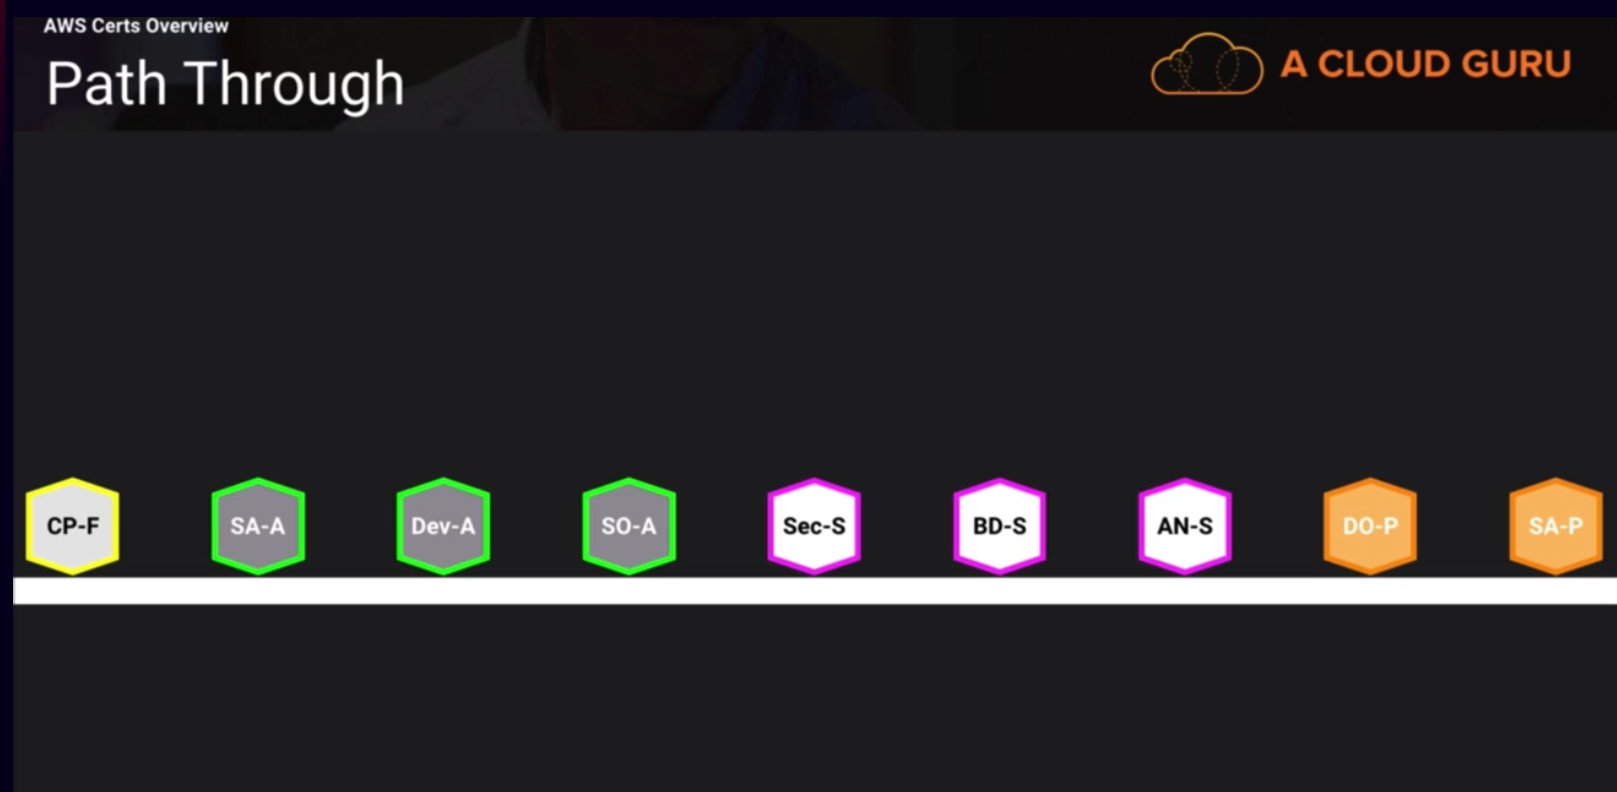 AWS Certs Overview
Path Through
A CLOUD GURU
CP-F
SA-A
Dev-A
SO-A
Sec-S
BD-S
AN-S
DO-P
SA-P